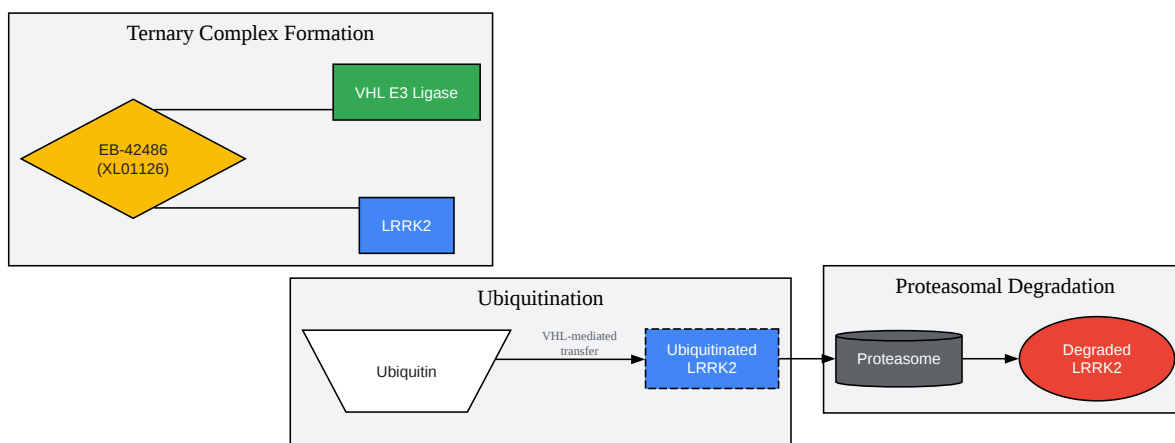 Ternary Complex Formation
VHL E3 Ligase
EB-42486
(XL01126)
LRRK2
Ubiquitination
Proteasomal Degradation
VHL-mediated
transfer
Ubiquitin
Ubiquitinated
LRRK2
Proteasome
Degraded
LRRK2